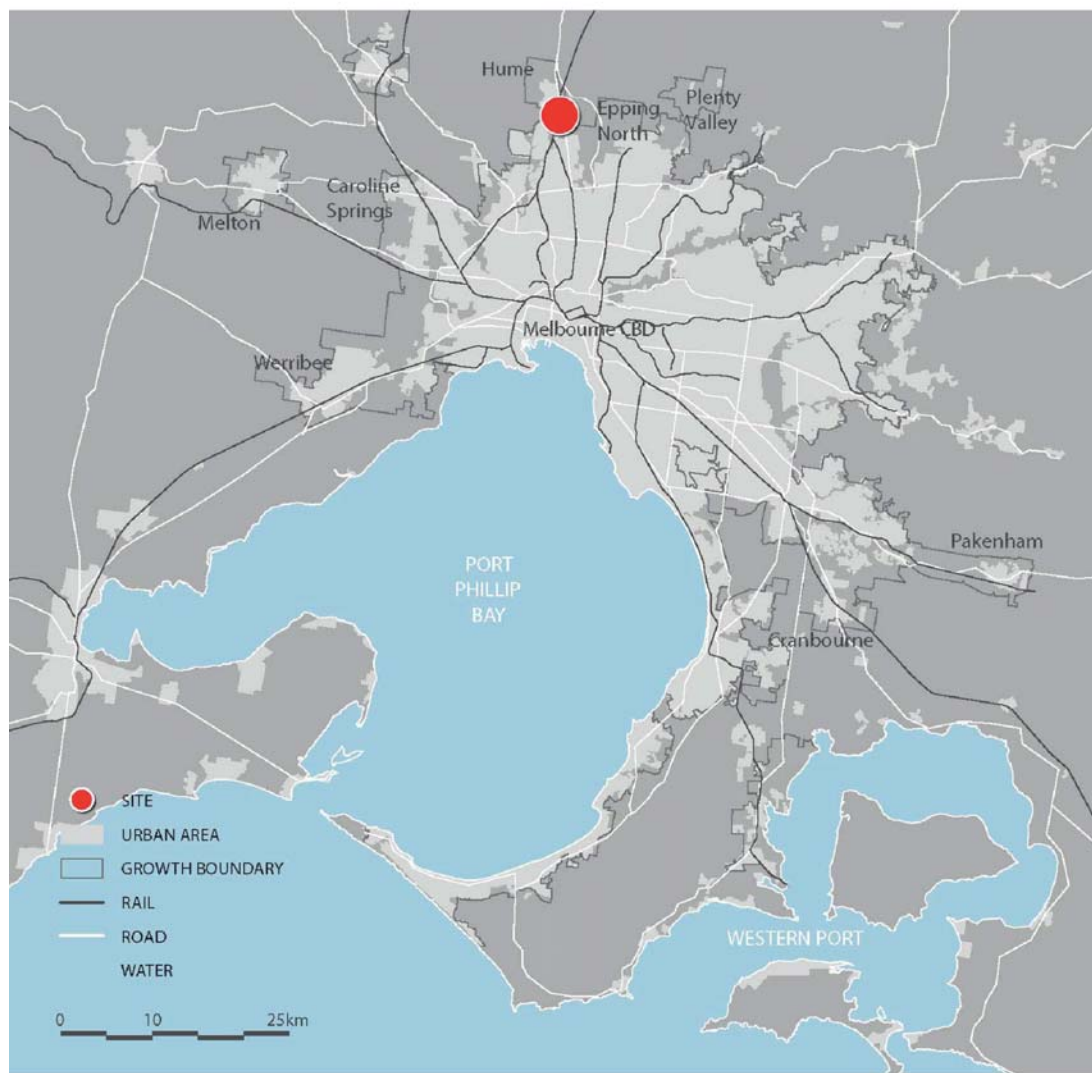 Hume
Epping
North
Plenty
Valley
Caroline
Springs
Melton
Melbourne CBD
Werribee
PORT
PHILLIP
BAY
Pakenham
Cranbourne
WESTERN PORT
SITE
URBAN AREA
GROWTH BOUNDARY
RAIL
ROAD
WATER
0 10 25km